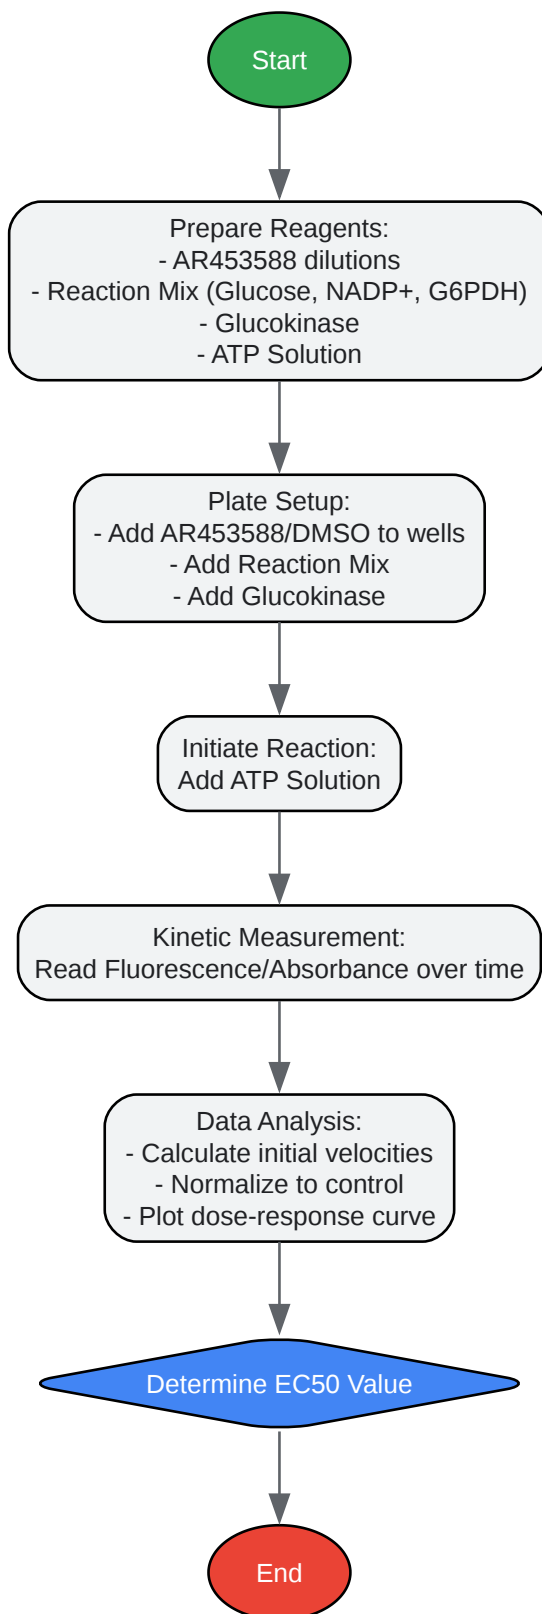 Start
Prepare Reagents:
- AR453588 dilutions
- Reaction Mix (Glucose, NADP+, G6PDH)
- Glucokinase
- ATP Solution
Plate Setup:
- Add AR453588/DMSO to wells
- Add Reaction Mix
- Add Glucokinase
Initiate Reaction:
Add ATP Solution
Kinetic Measurement:
Read Fluorescence/Absorbance over time
Data Analysis:
- Calculate initial velocities
- Normalize to control
- Plot dose-response curve
Determine EC50 Value
End